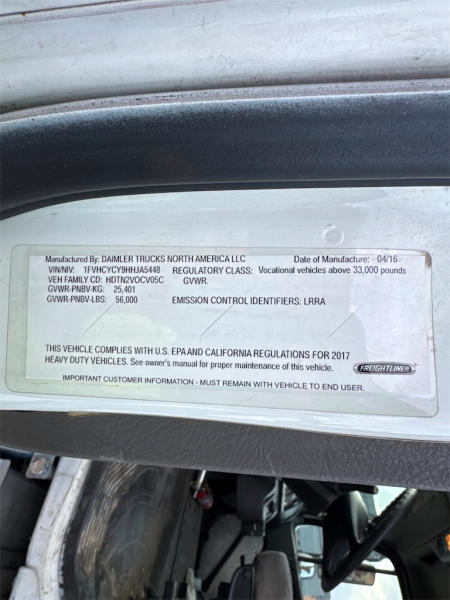 Manufactured By: DAIMLER TRUCKS NORTH AMERICA LLC Date of Manufacture: 04/16
VIN/NIV: 1FVHCYCY9HHJA5448 REGULATORY CLASS: Vocational vehicles above 33,000 pounds
VEH FAMILY CD: HDTN2VOCV05C GVWR.
GVWR-PNBV-KG: 25,401
GVWR-PNBV-LBS: 56,000 EMISSION CONTROL IDENTIFIERS: LRRA
THIS VEHICLE COMPLIES WITH U.S. EPA AND CALIFORNIA REGULATIONS FOR 2017
HEAVY DUTY VEHICLES. See owner's manual for proper maintenance of this vehicle.
FREIGHTLINER
IMPORTANT CUSTOMER INFORMATION - MUST REMAIN WITH VEHICLE TO END USER.